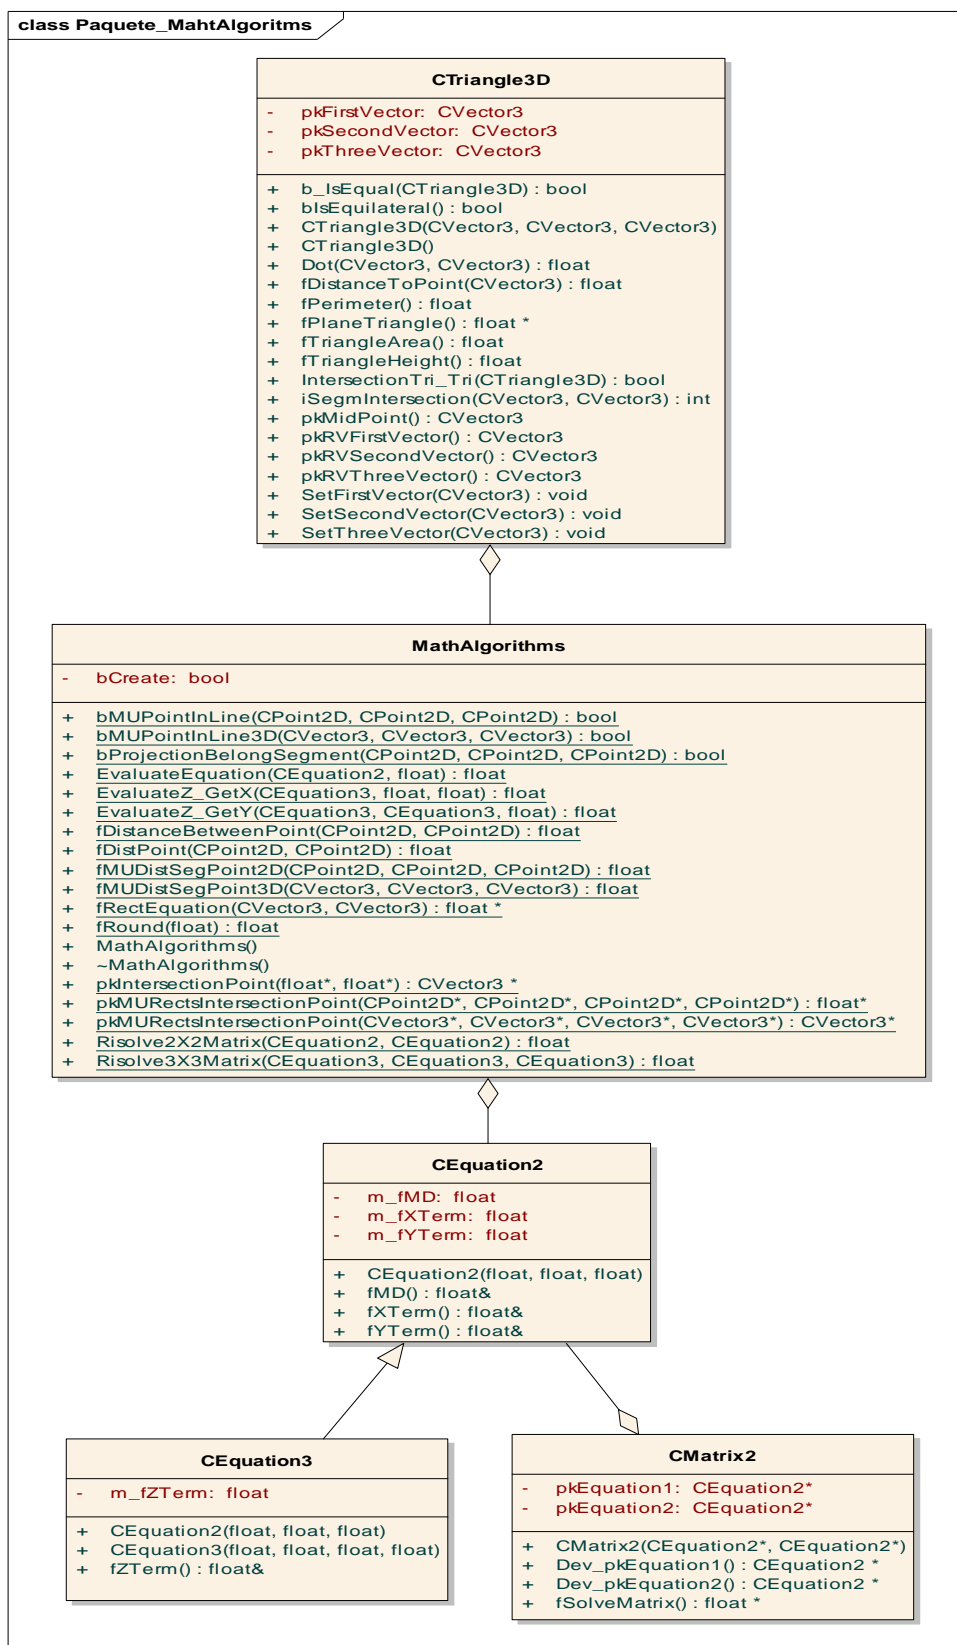 class Paquete_MahtAlgoritms
CTriangle3D
- pkFirstVector: CVector3
- pkSecondVector: CVector3
- pkThreeVector: CVector3
+ b_IsEqual(CTriangle3D) : bool
+ bIsEquilateral() : bool
+ CTriangle3D(CVector3, CVector3, CVector3)
+ CTriangle3D()
+ Dot(CVector3, CVector3) : float
+ fDistanceToPoint(CVector3) : float
+ fPerimeter() : float
+ fPlaneTriangle() : float *
+ fTriangleArea() : float
+ fTriangleHeight() : float
+ IntersectionTri_Tri(CTriangle3D) : bool
+ iSegmIntersection(CVector3, CVector3) : int
+ pkMidPoint() : CVector3
+ pkRVFirstVector() : CVector3
+ pkRVSecondVector() : CVector3
+ pkRVThreeVector() : CVector3
+ SetFirstVector(CVector3) : void
+ SetSecondVector(CVector3) : void
+ SetThreeVector(CVector3) : void
MathAlgorithms
- bCreate: bool
+ bMUPointInLine(CPoint2D, CPoint2D, CPoint2D) : bool
+ bMUPointInLine3D(CVector3, CVector3, CVector3) : bool
+ bProjectionBelongSegment(CPoint2D, CPoint2D, CPoint2D) : bool
+ EvaluateEquation(CEquation2, float) : float
+ EvaluateZ_GetX(CEquation3, float, float) : float
+ EvaluateZ_GetY(CEquation3, CEquation3, float) : float
+ fDistanceBetweenPoint(CPoint2D, CPoint2D) : float
+ fDistPoint(CPoint2D, CPoint2D) : float
+ fMUDistSegPoint2D(CPoint2D, CPoint2D, CPoint2D) : float
+ fMUDistSegPoint3D(CVector3, CVector3, CVector3) : float
+ fRectEquation(CVector3, CVector3) : float *
+ fRound(float) : float
+ MathAlgorithms()
+ ~MathAlgorithms()
+ pkIntersectionPoint(float*, float*) : CVector3 *
+ pkMURectsIntersectionPoint(CPoint2D*, CPoint2D*, CPoint2D*, CPoint2D*) : float*
+ pkMURectsIntersectionPoint(CVector3*, CVector3*, CVector3*, CVector3*) : CVector3*
+ Risolve2X2Matrix(CEquation2, CEquation2) : float
+ Risolve3X3Matrix(CEquation3, CEquation3, CEquation3) : float
CEquation2
- m_fMD: float
- m_fXTerm: float
- m_fYTerm: float
+ CEquation2(float, float, float)
+ fMD() : float&
+ fXTerm() : float&
+ fYTerm() : float&
CEquation3
- m_fZTerm: float
+ CEquation2(float, float, float)
+ CEquation3(float, float, float, float)
+ fZTerm() : float&
CMatrix2
- pkEquation1: CEquation2*
- pkEquation2: CEquation2*
+ CMatrix2(CEquation2*, CEquation2*)
+ Dev_pkEquation1() : CEquation2 *
+ Dev_pkEquation2() : CEquation2 *
+ fSolveMatrix() : float *